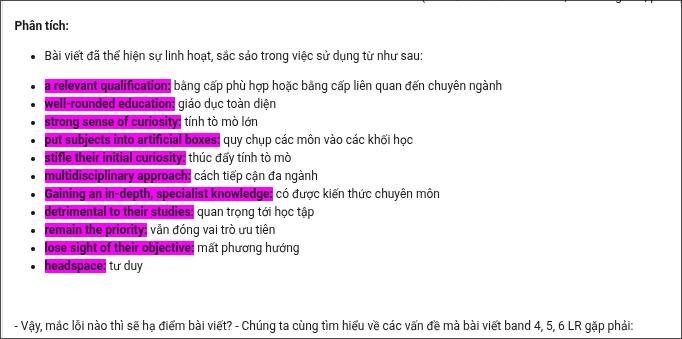 Phân tích:
Bài viết đã thể hiện sự linh hoạt, sắc sảo trong việc sử dụng từ như sau:
a relevant qualification: bằng cấp phù hợp hoặc bằng cấp liên quan đến chuyên ngành
well-rounded education: giáo dục toàn diện
strong sense of curiosity: tính tò mò lớn
put subjects into artificial boxes: quy chụp các môn vào các khối học
stifle their initial curiosity: thúc đẩy tính tò mò
multidisciplinary approach: cách tiếp cận đa ngành
Gaining an in-depth, specialist knowledge: có được kiến thức chuyên môn
detrimental to their studies: quan trọng tới học tập
remain the priority: vẫn đóng vai trò ưu tiên
lose sight of their objective: mất phương hướng
headspace: tư duy
- Vậy, mắc lỗi nào thì sẽ hạ điểm bài viết? - Chúng ta cùng tìm hiểu về các vấn đề mà bài viết band 4, 5, 6 LR gặp phải: